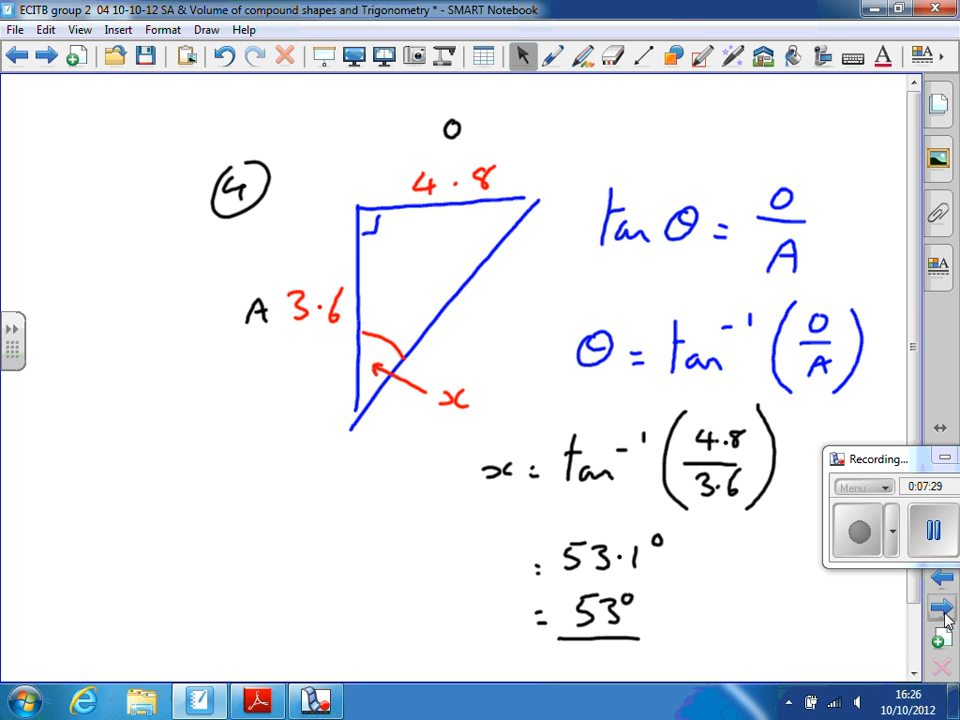 ECITB group 2 04 10-10-12 SA & Volume of compound shapes and Trigonometry * - SMART Notebook
File Edit View Insert Format Draw Help
4
O
4.8
A 3.6
x
tan θ = O/A
θ = tan⁻¹ (O/A)
x = tan⁻¹ (4.8/3.6)
= 53.1°
= 53°
Recording...
Menu
0:07:29
16:26
10/10/2012